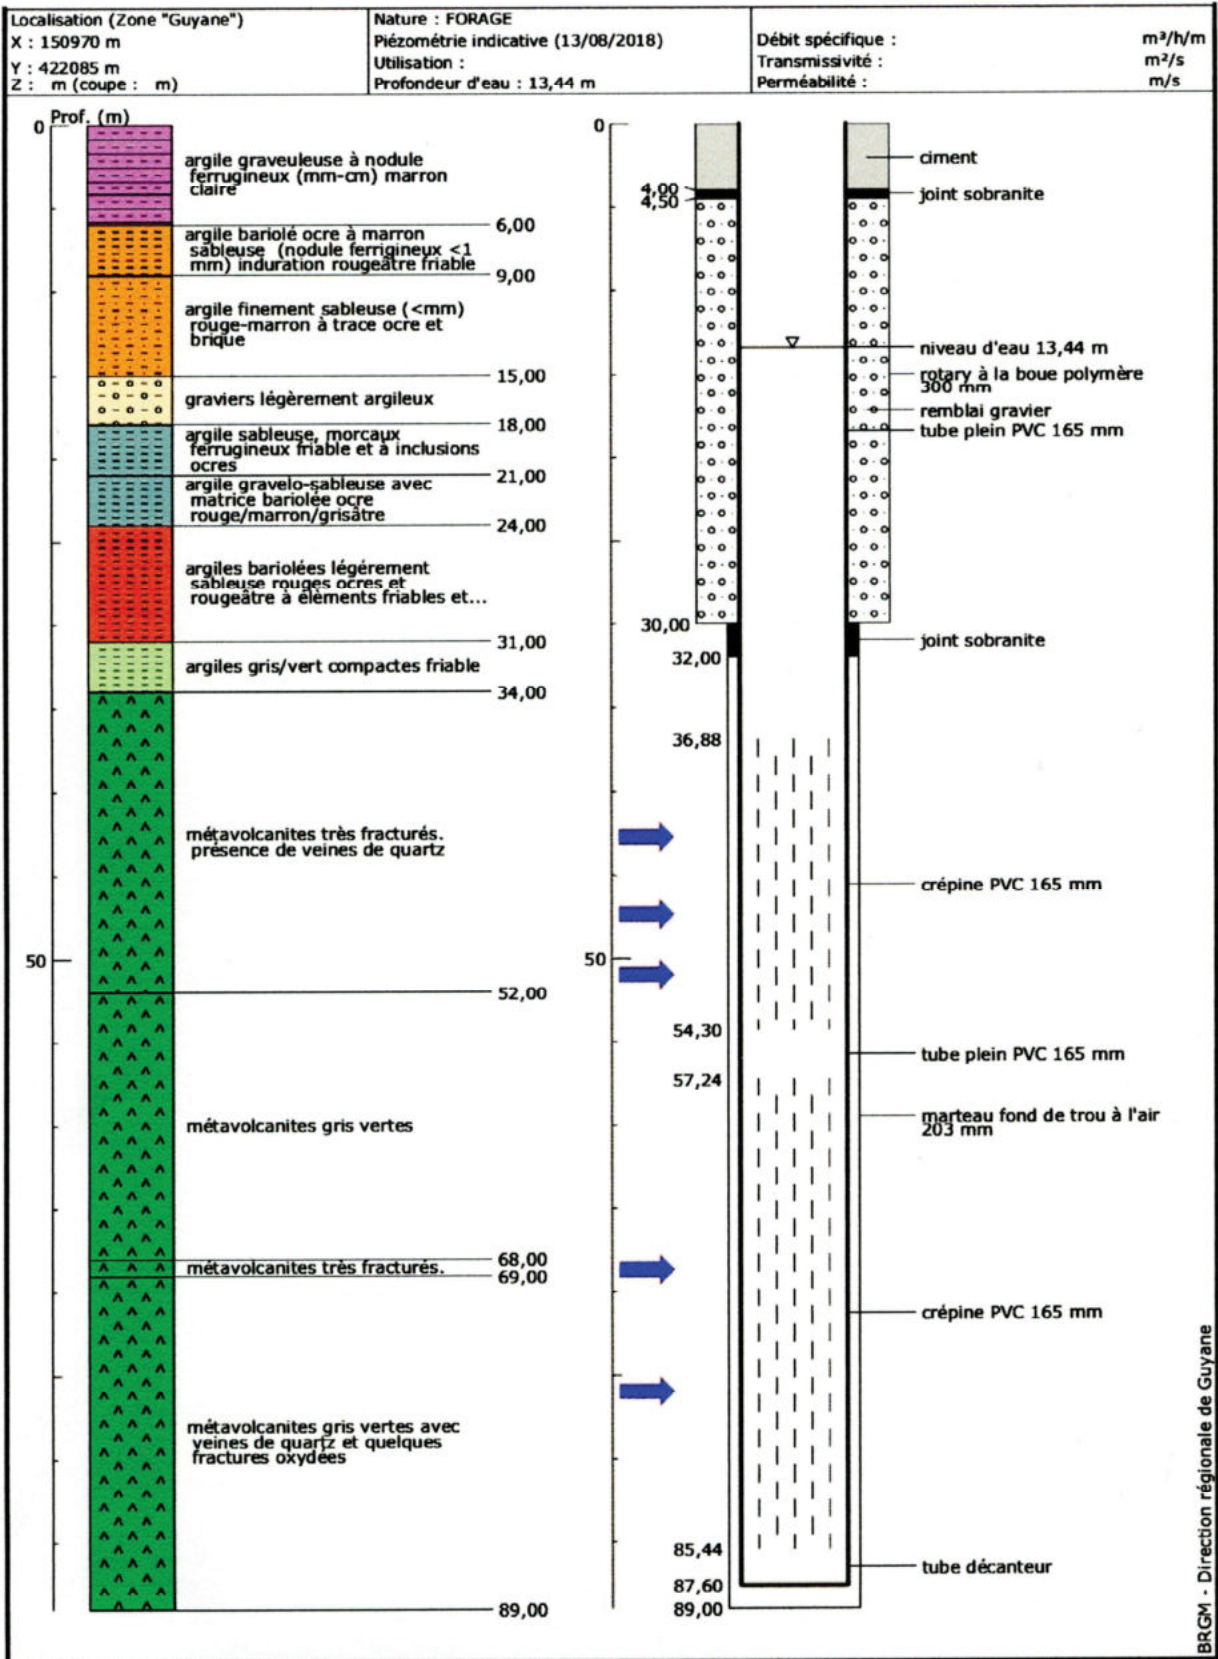 Localisation (Zone "Guyane")
X : 150970 m
Y : 422085 m
Z : m (coupe : m)
Nature : FORAGE
Piézométrie indicative (13/08/2018)
Utilisation :
Profondeur d'eau : 13,44 m
Débit spécifique : m³/h/m
Transmissivité : m²/s
Perméabilité : m/s
Prof. (m)
0
argile graveuleuse à nodule
ferrugineux (mm-cm) marron
claire
6,00
argile bariolé ocre à marron
sableuse (nodule ferrigineux <1
mm) induration rougeâtre friable
9,00
argile finement sableuse (<mm)
rouge-marron à trace ocre et
brique
15,00
graviers légèrement argileux
18,00
argile sableuse, morcaux
ferrugineux friable et à inclusions
ocres
21,00
argile gravelo-sableuse avec
matrice bariolée ocre
rouge/marron/grisâtre
24,00
argiles bariolées légérement
sableuse rouges ocres et
rougeâtre à élèments friables et...
31,00
argiles gris/vert compactes friable
34,00
métavolcanites très fracturés.
présence de veines de quartz
50
52,00
métavolcanites gris vertes
68,00
métavolcanites très fracturés.
69,00
métavolcanites gris vertes avec
veines de quartz et quelques
fractures oxydées
89,00
0
ciment
4,00
joint sobranite
4,50
niveau d'eau 13,44 m
rotary à la boue polymère
300 mm
remblai gravier
tube plein PVC 165 mm
30,00
joint sobranite
32,00
36,88
crépine PVC 165 mm
50
54,30
tube plein PVC 165 mm
57,24
marteau fond de trou à l'air
203 mm
crépine PVC 165 mm
85,44
tube décanteur
87,60
89,00
BRGM - Direction régionale de Guyane